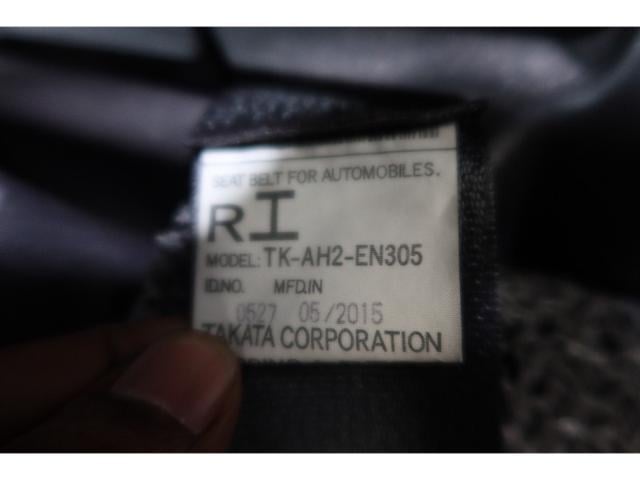 SEAT BELT FOR AUTOMOBILES.
RI
MODEL: TK-AH2-EN305
ID.NO. MFD.IN
0527 05/2015
TAKATA CORPORATION